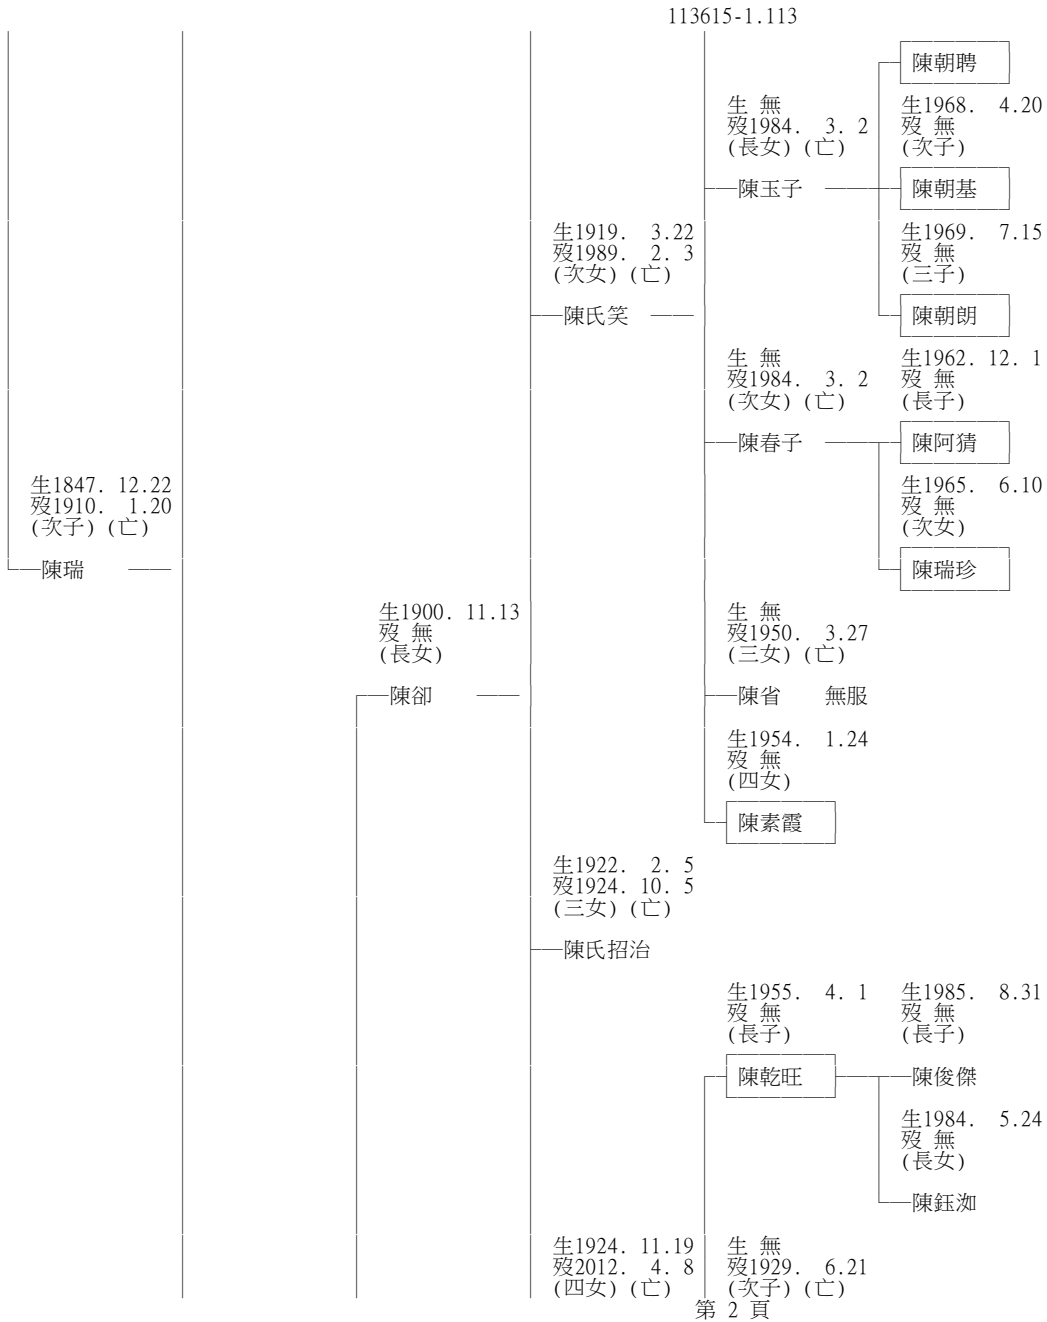 113615-1.113
陳朝聘
生 無 生1968. 4.20
歿1984. 3. 2 歿 無
(長女) (亡) (次子)
陳玉子 陳朝基
生1919. 3.22 生1969. 7.15
歿1989. 2. 3 歿 無
(次女) (亡) (三子)
陳氏笑 陳朝朗
生 無 生1962. 12. 1
歿1984. 3. 2 歿 無
(次女) (亡) (長子)
陳春子 陳阿猜
生1847. 12.22 生1965. 6.10
歿1910. 1.20 歿 無
(次子) (亡) (次女)
陳瑞 陳瑞珍
生1900. 11.13 生 無
歿 無 歿1950. 3.27
(長女) (三女) (亡)
陳卻 陳省 無服
生1954. 1.24
歿 無
(四女)
陳素霞
生1922. 2. 5
歿1924. 10. 5
(三女) (亡)
陳氏招治
生1955. 4. 1 生1985. 8.31
歿 無 歿 無
(長子) (長子)
陳乾旺 陳俊傑
生1984. 5.24
歿 無
(長女)
陳鈺洳
生1924. 11.19 生 無
歿2012. 4. 8 歿1929. 6.21
(四女) (亡) (次子) (亡)
第 2 頁